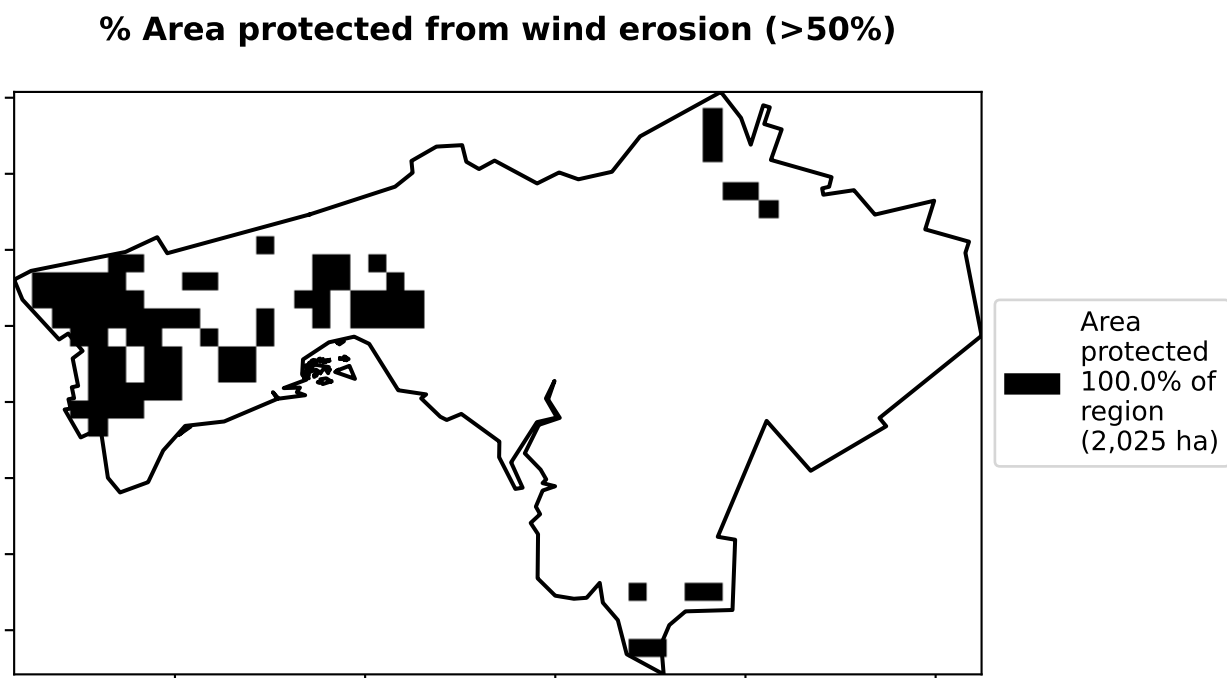 % Area protected from wind erosion (>50%)
Area
protected
100.0% of
region
(2,025 ha)